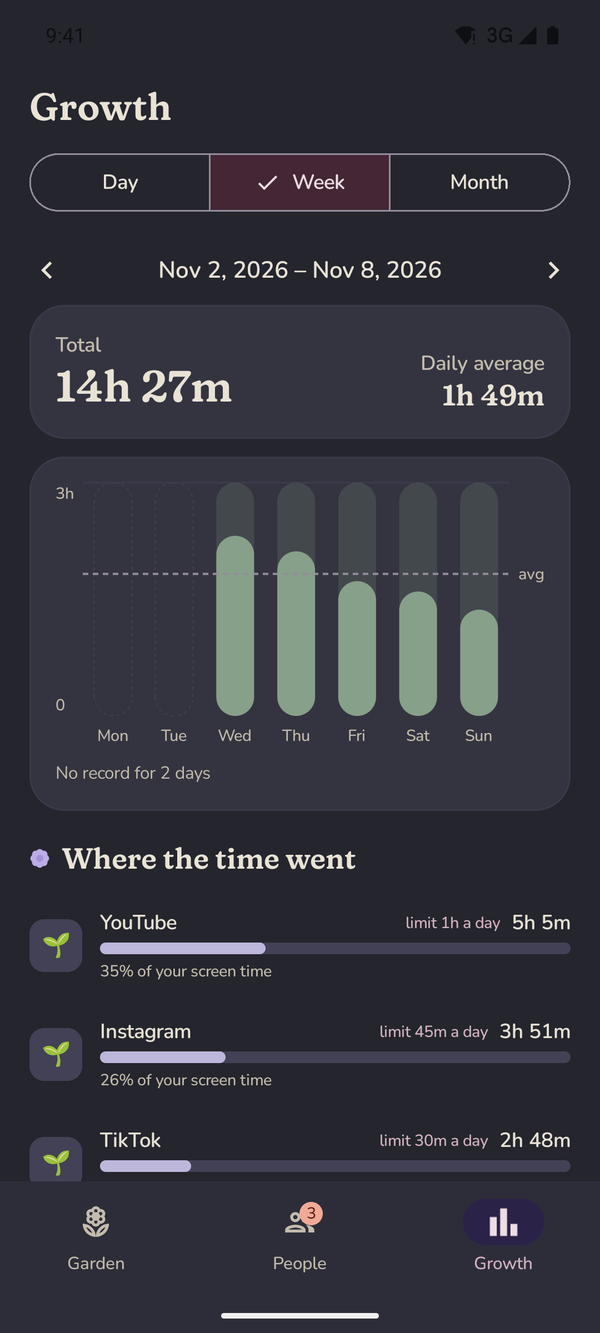 9:41
3G
Growth
Day
Week
Month
Nov 2, 2026 – Nov 8, 2026
Total
14h 27m
Daily average
1h 49m
3h
avg
0
Mon Tue Wed Thu Fri Sat Sun
No record for 2 days
Where the time went
YouTube limit 1h a day 5h 5m
35% of your screen time
Instagram limit 45m a day 3h 51m
26% of your screen time
TikTok limit 30m a day 2h 48m
3
Garden People Growth